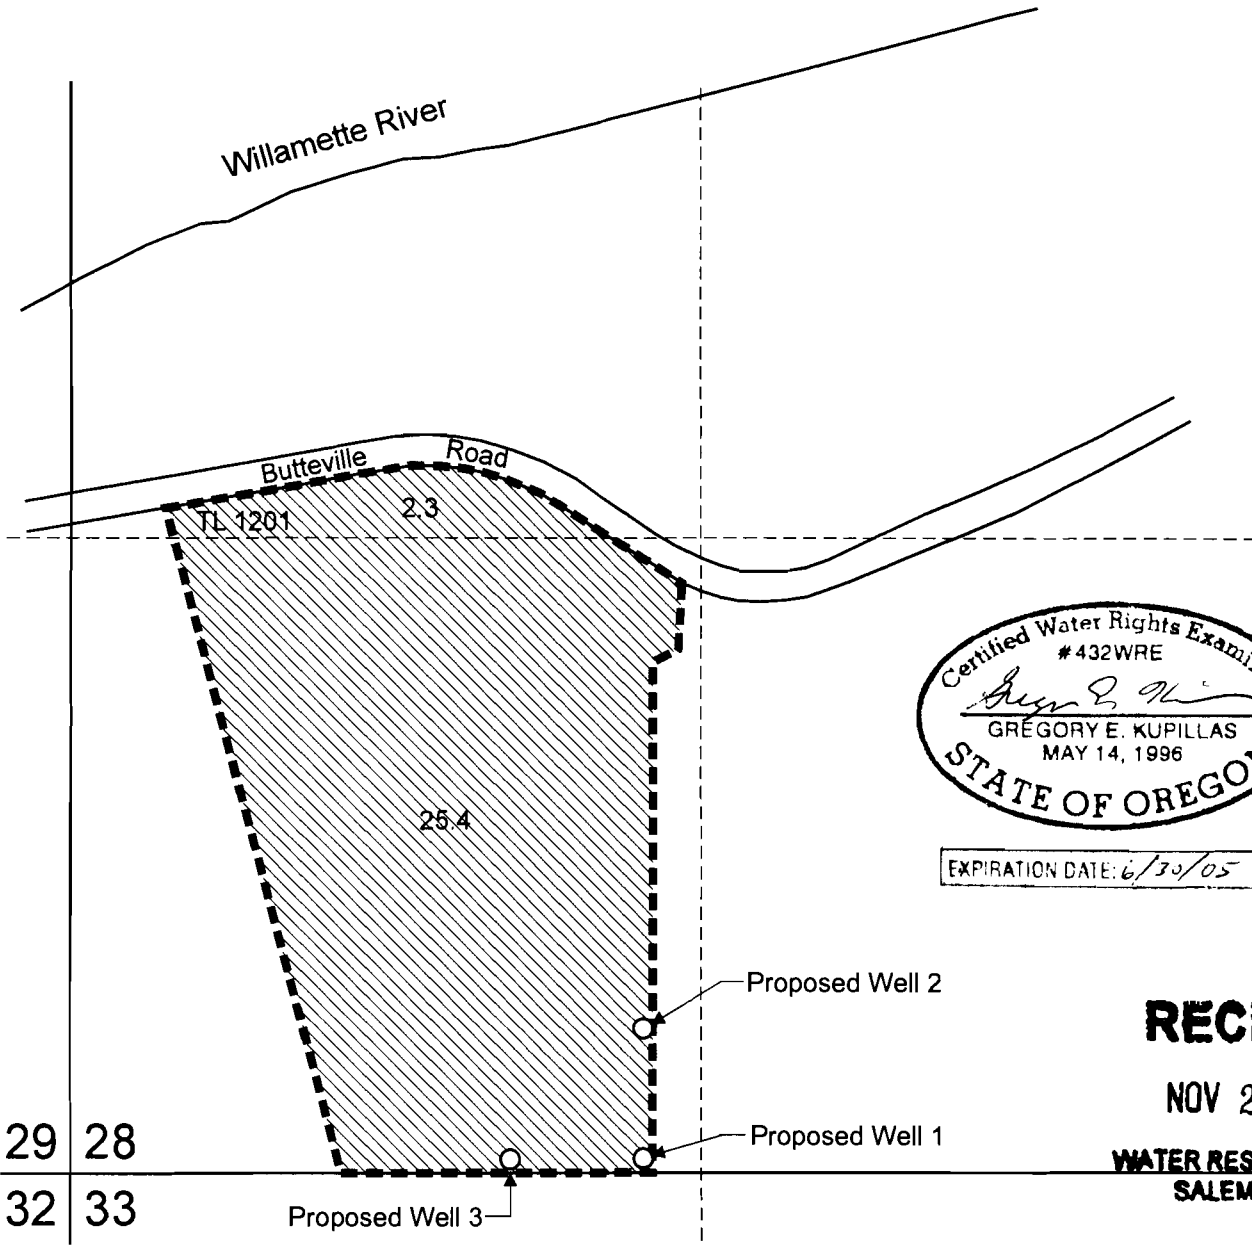 Willamette River
Butteville Road
TL 1201
2.3
Certified Water Rights Exami
#432WRE
GREGORY E. KUPILLAS
MAY 14, 1996
STATE OF OREGO
25.4
EXPIRATION DATE: 6/30/05
Proposed Well 2
REC
NOV 2
Proposed Well 1
29 28
WATER RES
SALEM
32 33
Proposed Well 3